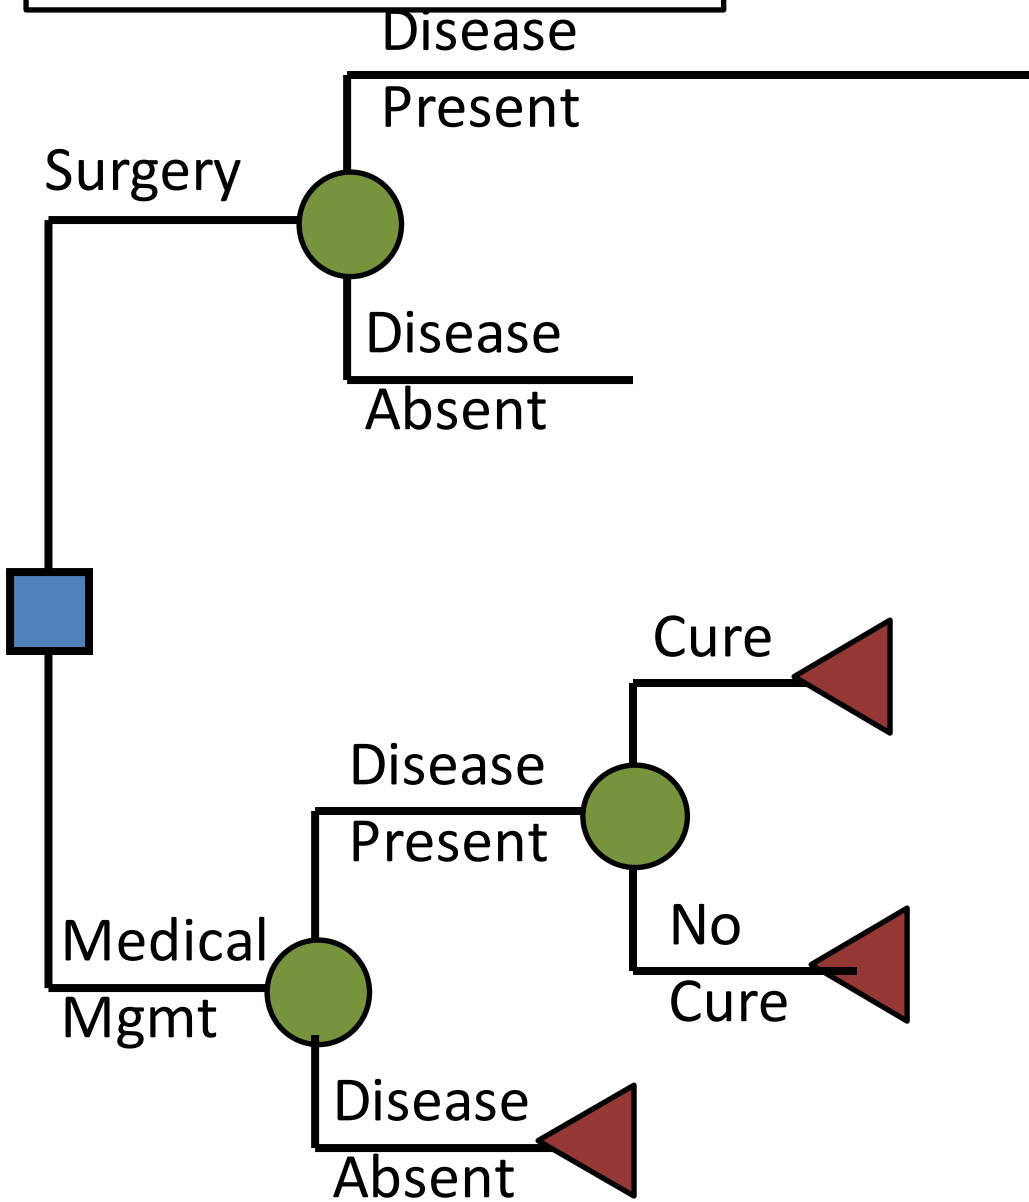 Disease
Present
Surgery
Disease
Absent
Cure
Disease
Present
No
Cure
Medical
Mgmt
Disease
Absent